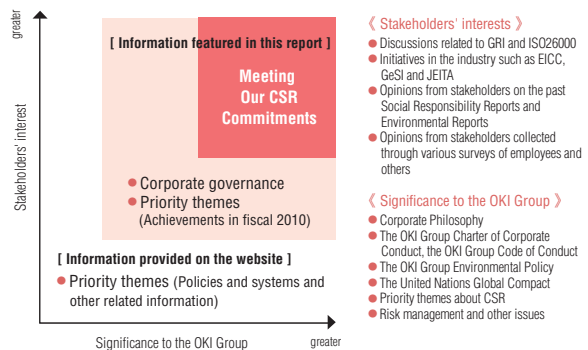 greater
Stakeholders' interest
[ Information featured in this report ]
Meeting
Our CSR
Commitments
● Corporate governance
● Priority themes
(Achievements in fiscal 2010)
[ Information provided on the website ]
● Priority themes (Policies and systems and
other related information)
Significance to the OKI Group
greater
《 Stakeholders' interests 》
● Discussions related to GRI and ISO26000
● Initiatives in the industry such as EICC,
GeSI and JEITA
● Opinions from stakeholders on the past
Social Responsibility Reports and
Environmental Reports
● Opinions from stakeholders collected
through various surveys of employees and
others
《 Significance to the OKI Group 》
● Corporate Philosophy
● The OKI Group Charter of Corporate
Conduct, the OKI Group Code of Conduct
● The OKI Group Environmental Policy
● The United Nations Global Compact
● Priority themes about CSR
● Risk management and other issues